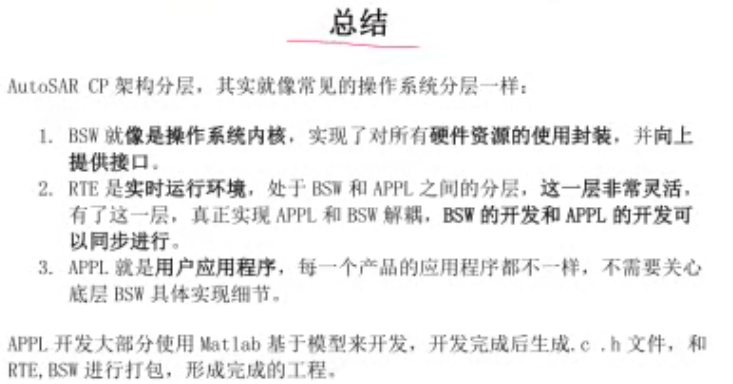 总结
AutoSAR CP 架构分层，其实就像常见的操作系统分层一样：
1. BSW 就像是操作系统内核，实现了对所有硬件资源的使用封装，并向上
提供接口。
2. RTE 是实时运行环境，处于 BSW 和 APPL 之间的分层，这一层非常灵活，
有了这一层，真正实现 APPL 和 BSW 解耦，BSW 的开发和 APPL 的开发可
以同步进行。
3. APPL 就是用户应用程序，每一个产品的应用程序都不一样，不需要关心
底层 BSW 具体实现细节。
APPL 开发大部分使用 Matlab 基于模型来开发，开发完成后生成.c .h 文件，和
RTE,BSW 进行打包，形成完成的工程。